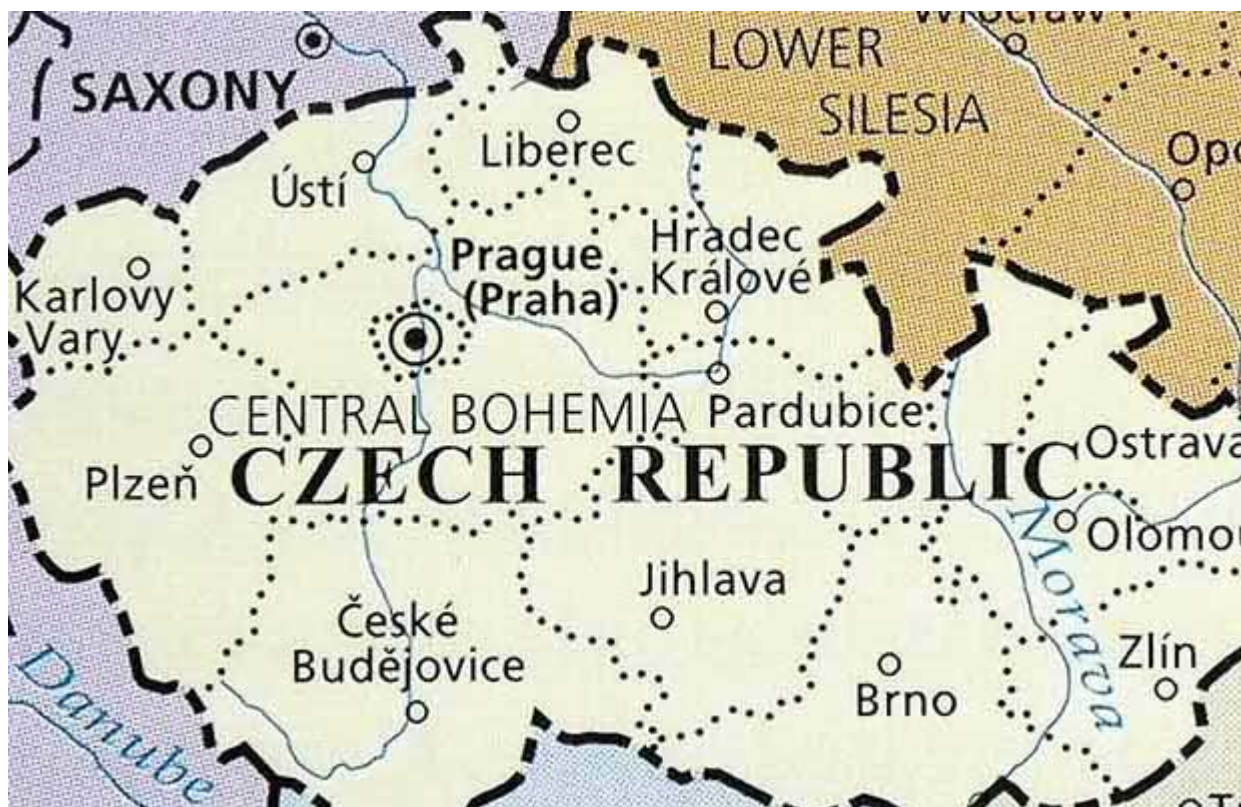 LOWER
SILESIA
SAXONY
Liberec
Ústí
Hradec
Králové
Prague
(Praha)
Karlovy
Vary
CENTRAL BOHEMIA
Pardubice
Ostrava
Plzeň
CZECH REPUBLIC
Olomou
Morava
Jihlava
České
Budějovice
Zlín
Brno
Danube